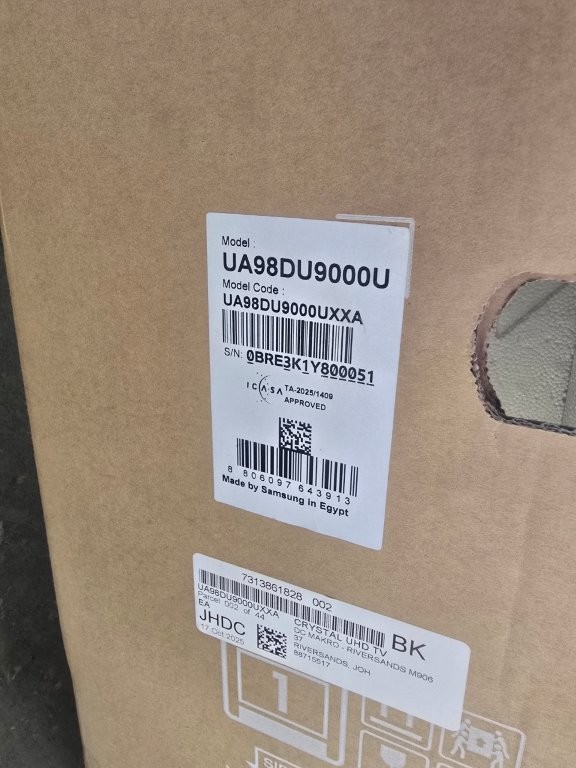 Model :
UA98DU9000U
Model Code :
UA98DU9000UXXA
S/N: 0BRE3K1Y800051
ICASA TA-2025/1409
APPROVED
8 806097 643913
Made by Samsung in Egypt
7313861828 002
UA98DU9000UXXA
Parcel 002 of 44
EA
CRYSTAL UHD TV
BK
JHDC
17.Oct.2025
DC MAKRO - RIVERSANDS M906
37
RIVERSANDS, JOH
88715517
1